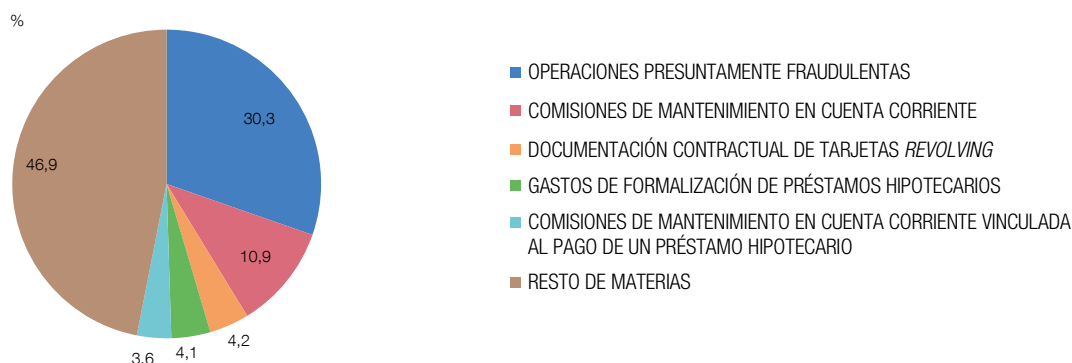 %
30,3
10,9
4,2
4,1
3,6
46,9
OPERACIONES PRESUNTAMENTE FRAUDULENTAS
COMISIONES DE MANTENIMIENTO EN CUENTA CORRIENTE
DOCUMENTACIÓN CONTRACTUAL DE TARJETAS REVOLVING
GASTOS DE FORMALIZACIÓN DE PRÉSTAMOS HIPOTECARIOS
COMISIONES DE MANTENIMIENTO EN CUENTA CORRIENTE VINCULADA
AL PAGO DE UN PRÉSTAMO HIPOTECARIO
RESTO DE MATERIAS